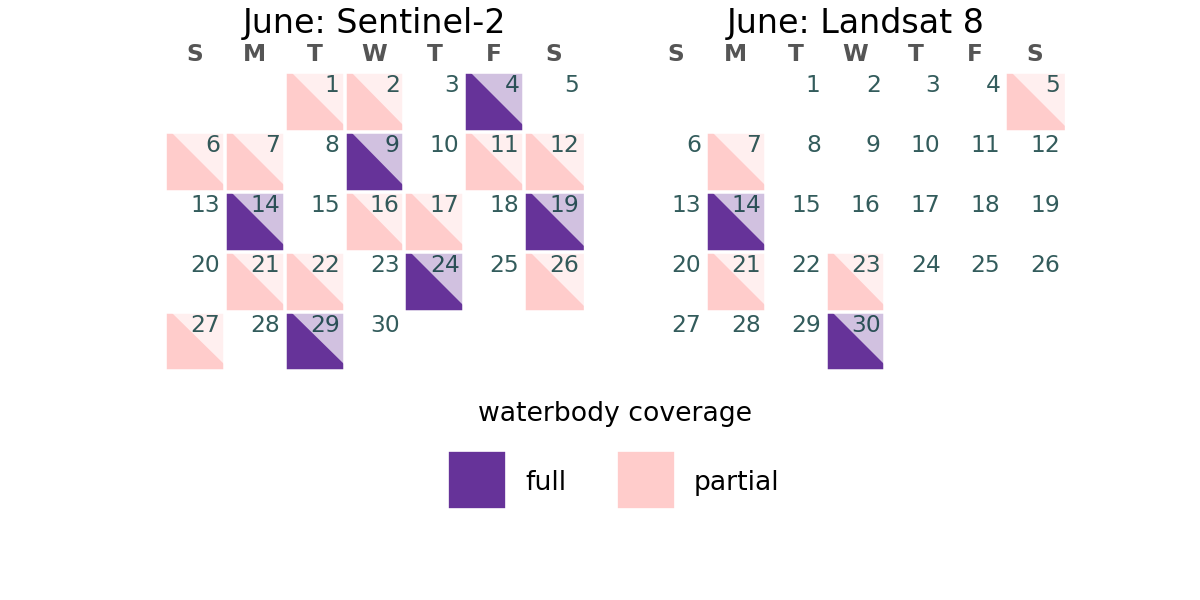 June: Sentinel-2
S M T W T F S
1 2 3 4 5
6 7 8 9 10 11 12
13 14 15 16 17 18 19
20 21 22 23 24 25 26
27 28 29 30
June: Landsat 8
S M T W T F S
1 2 3 4 5
6 7 8 9 10 11 12
13 14 15 16 17 18 19
20 21 22 23 24 25 26
27 28 29 30
waterbody coverage
full partial